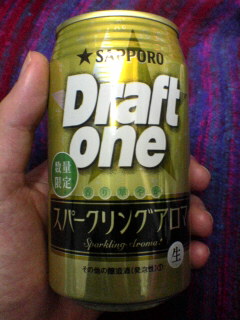 ★ SAPPORO
Draft
one
数量
限定
スパークリングアロマ
Sparkling Aroma
生
その他の醸造酒(発泡性)①